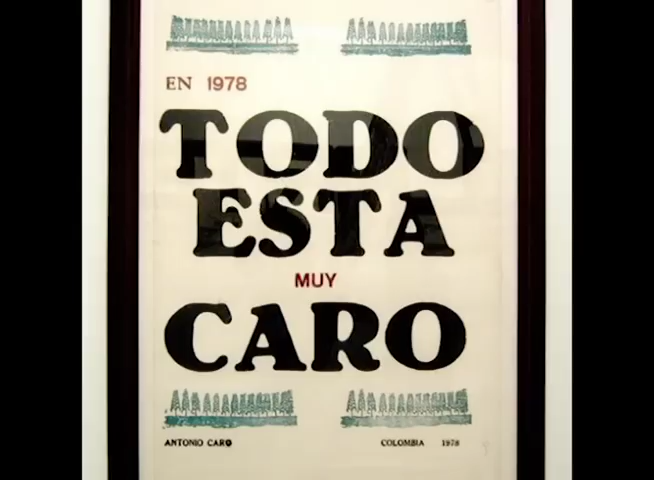 EN 1978
TODO
ESTA
MUY
CARO
ANTONIO CARO COLOMBIA 1978